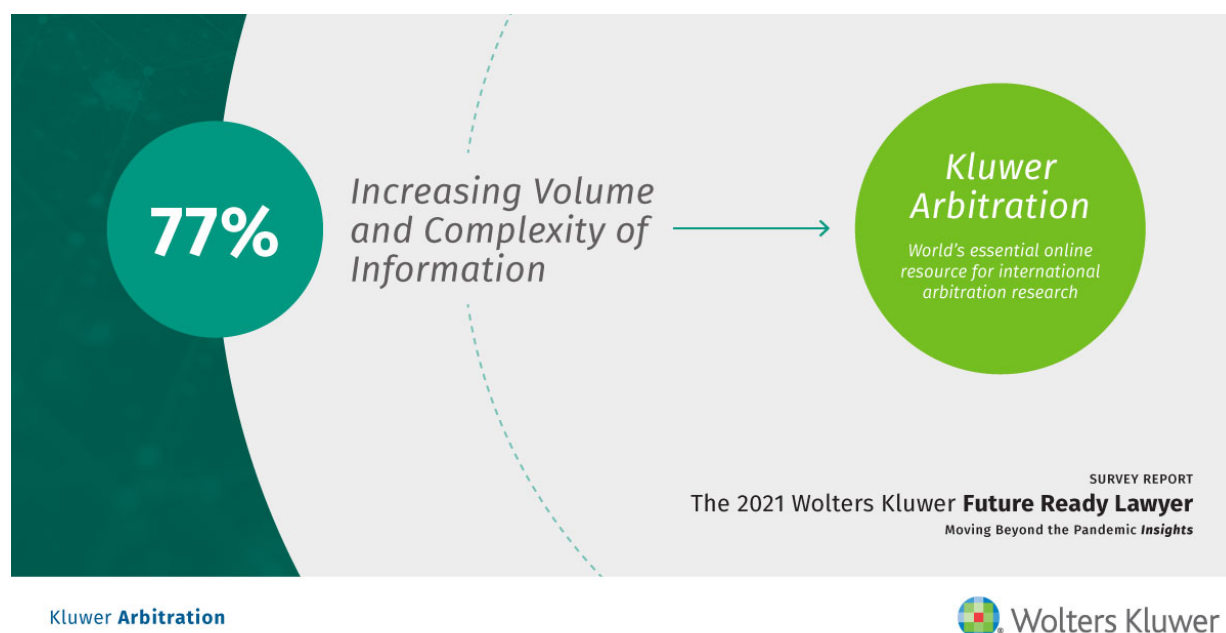 77%
Increasing Volume
and Complexity of
Information
Kluwer
Arbitration
World's essential online
resource for international
arbitration research
SURVEY REPORT
The 2021 Wolters Kluwer Future Ready Lawyer
Moving Beyond the Pandemic Insights
Kluwer Arbitration
Wolters Kluwer